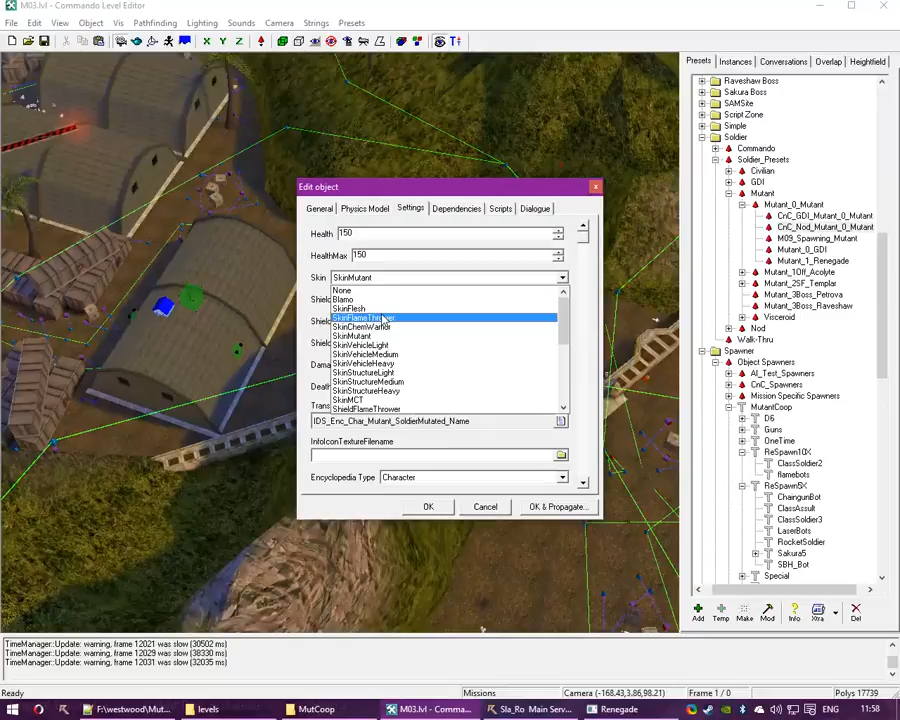 M03.lvl - Commando Level Editor
File Edit View Object Vis Pathfinding Lighting Sounds Camera Strings Presets
X Y Z
Presets Instances Conversations Overlap Heightfield
Raveshaw Boss
Sakura Boss
SAMSite
Script Zone
Simple
Soldier
Commando
Soldier_Presets
Civilian
GDI
Mutant
Mutant_0_Mutant
CnC_GDI_Mutant_0_Mutant
CnC_Nod_Mutant_0_Mutant
M09_Spawning_Mutant
Mutant_0_GDI
Mutant_1_Renegade
Mutant_1Off_Acolyte
Mutant_2SF_Templar
Mutant_3Boss_Petrova
Mutant_3Boss_Raveshaw
Visceroid
Nod
Walk-Thru
Spawner
Object Spawners
AI_Test_Spawners
CnC_Spawners
Mission Specific Spawners
MutantCoop
D6
Guns
OneTime
ReSpawn10X
ClassSoldier2
flamebots
ReSpawn5X
ChaingunBot
ClassAssult
ClassSoldier3
LaserBots
RocketSoldier
Sakura5
SBH_Bot
Special
Add Temp Make Mod Info Xtra Del
Edit object
General Physics Model Settings Dependencies Scripts Dialogue
Health 150
HealthMax 150
Skin SkinMutant
None
Blamo
SkinFlesh
SkinFlameThrower
SkinChemWarrior
SkinMutant
SkinVehicleLight
SkinVehicleMedium
SkinVehicleHeavy
SkinStructureLight
SkinStructureMedium
SkinStructureHeavy
SkinMCT
ShieldFlameThrower
IDS_Enc_Char_Mutant_SoldierMutated_Name
InfoIconTextureFilename
Encyclopedia Type Character
OK Cancel OK & Propagate...
TimeManager::Update: warning, frame 12021 was slow (30502 ms)
TimeManager::Update: warning, frame 12029 was slow (38330 ms)
TimeManager::Update: warning, frame 12031 was slow (32035 ms)
Ready Missions Camera (-168.43,3.86,98.21) Frame 1 / 0 Polys 17739
F:\westwood\Mut... levels MutCoop M03.lvl - Comma... Sla_Ro Main Serv... Renegade ENG 11:58